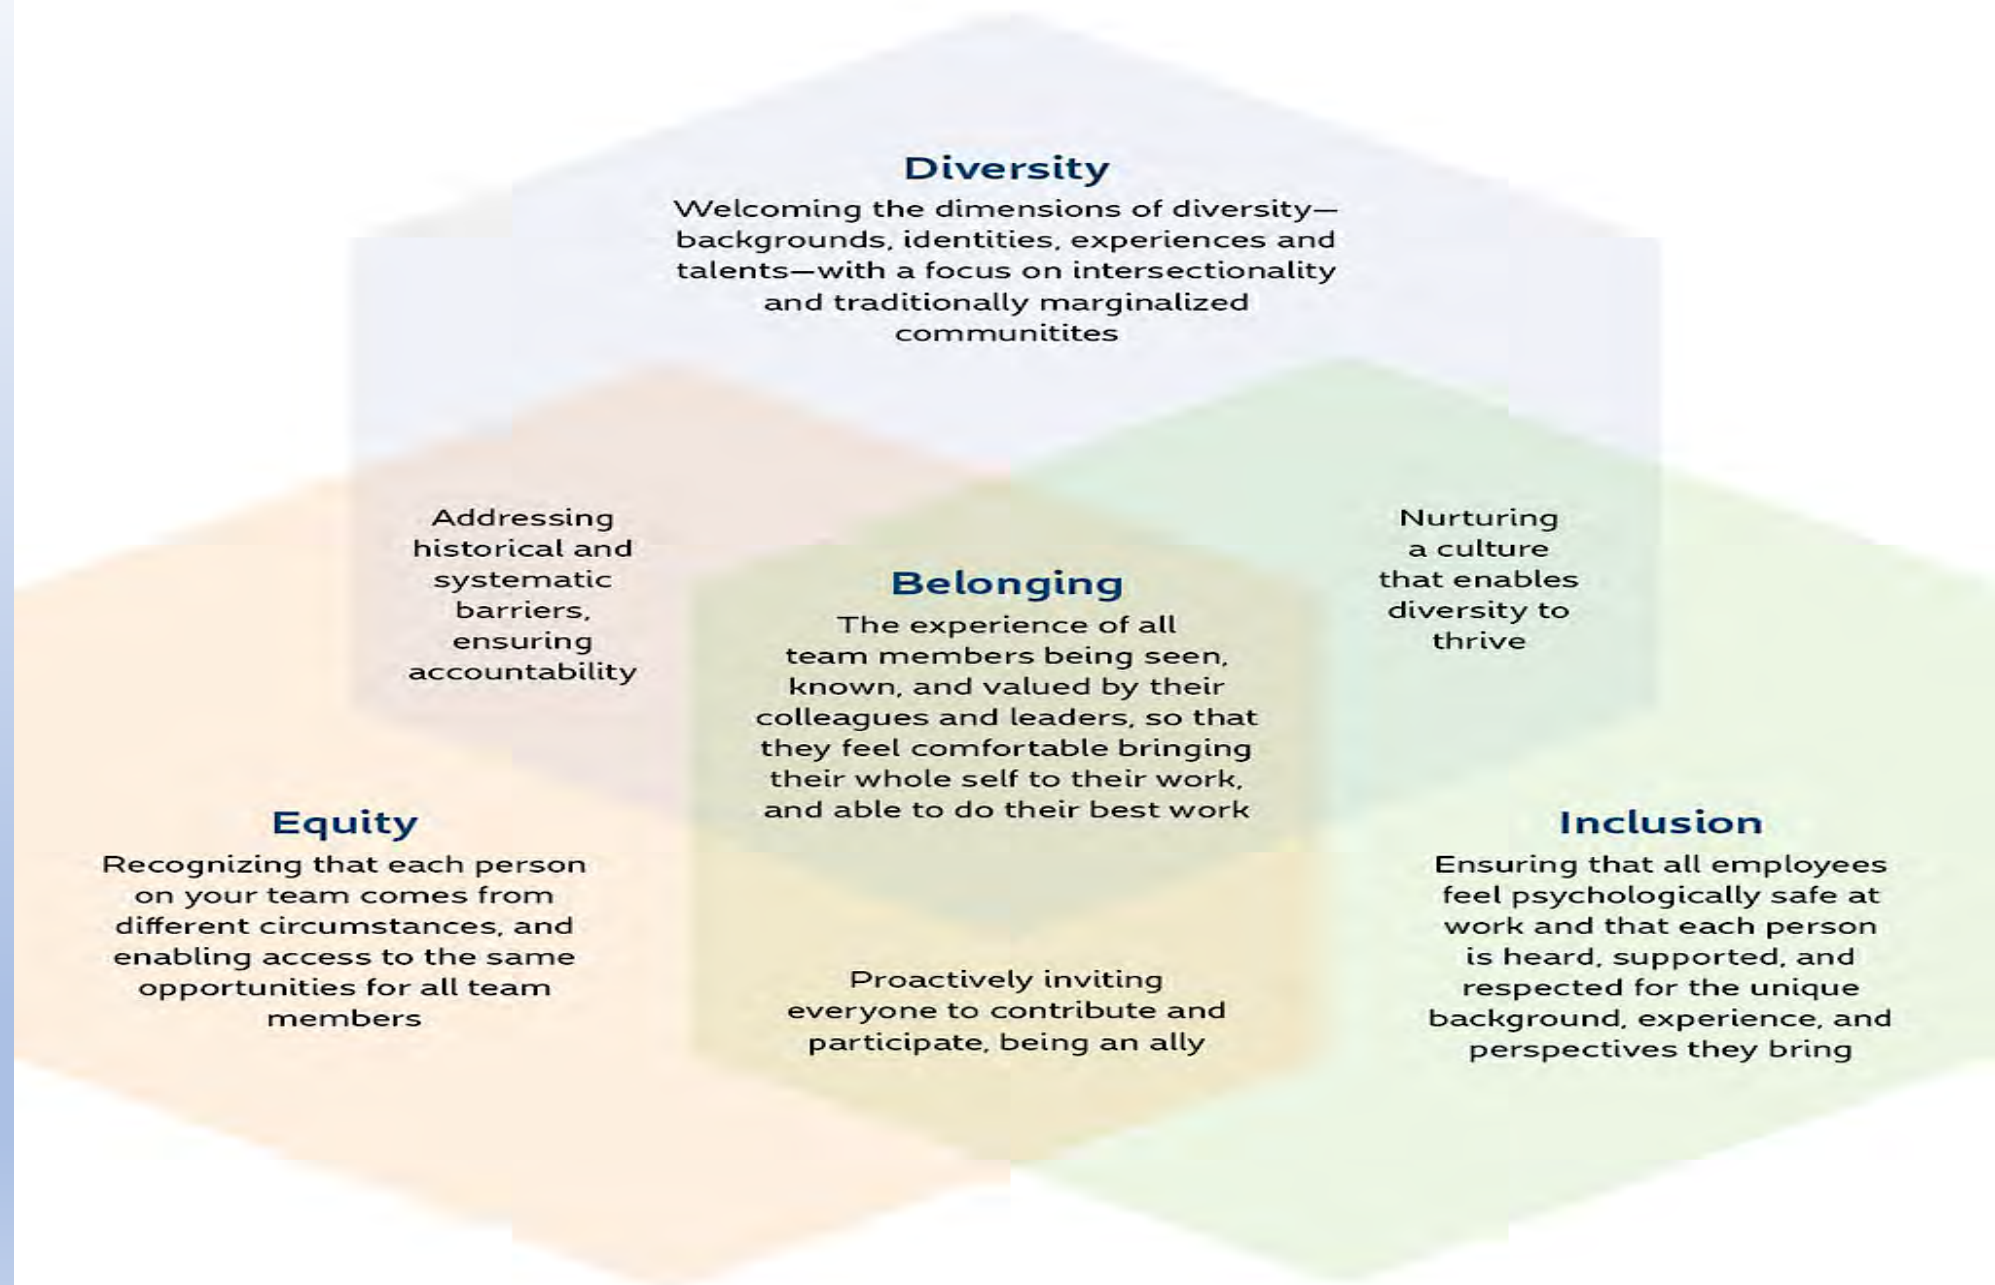 Diversity
Welcoming the dimensions of diversity—
backgrounds, identities, experiences and
talents—with a focus on intersectionality
and traditionally marginalized
communitites
Addressing
historical and
systematic
barriers,
ensuring
accountability
Belonging
The experience of all
team members being seen,
known, and valued by their
colleagues and leaders, so that
they feel comfortable bringing
their whole self to their work,
and able to do their best work
Nurturing
a culture
that enables
diversity to
thrive
Equity
Recognizing that each person
on your team comes from
different circumstances, and
enabling access to the same
opportunities for all team
members
Proactively inviting
everyone to contribute and
participate, being an ally
Inclusion
Ensuring that all employees
feel psychologically safe at
work and that each person
is heard, supported, and
respected for the unique
background, experience, and
perspectives they bring